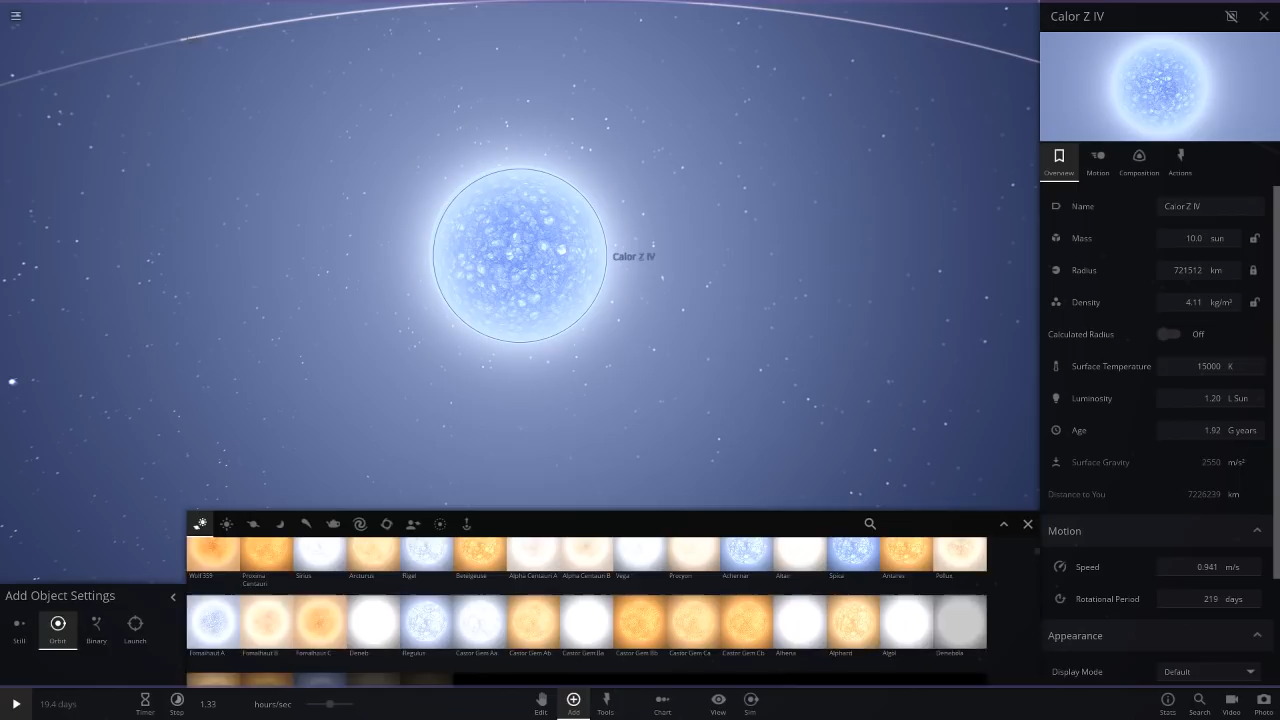 Calor Z IV
Overview
Motion
Composition
Actions
Name
Calor Z IV
Mass
10.0 sun
Radius
721512 km
Density
4.11 kg/m³
Calculated Radius
Off
Surface Temperature
15000 K
Luminosity
1.20 L Sun
Age
1.92 G years
Surface Gravity
2550 m/s²
Distance to You
7226239 km
Motion
Speed
0.941 m/s
Rotational Period
219 days
Appearance
Display Mode
Default
Calor Z IV
Wolf 359
Proxima
Centauri
Sirius
Arcturus
Rigel
Betelgeuse
Alpha Centauri A
Alpha Centauri B
Vega
Procyon
Achernar
Altair
Spica
Antares
Pollux
Fomalhaut A
Fomalhaut B
Fomalhaut C
Deneb
Regulus
Castor Gem Aa
Castor Gem Ab
Castor Gem Ba
Castor Gem Bb
Castor Gem Ca
Castor Gem Cb
Alhena
Alphard
Algol
Denebola
Add Object Settings
Still
Orbit
Binary
Launch
19.4 days
Timer
Step
1.33
hours/sec
Edit
Add
Tools
Chart
View
Sim
Stats
Search
Video
Photo